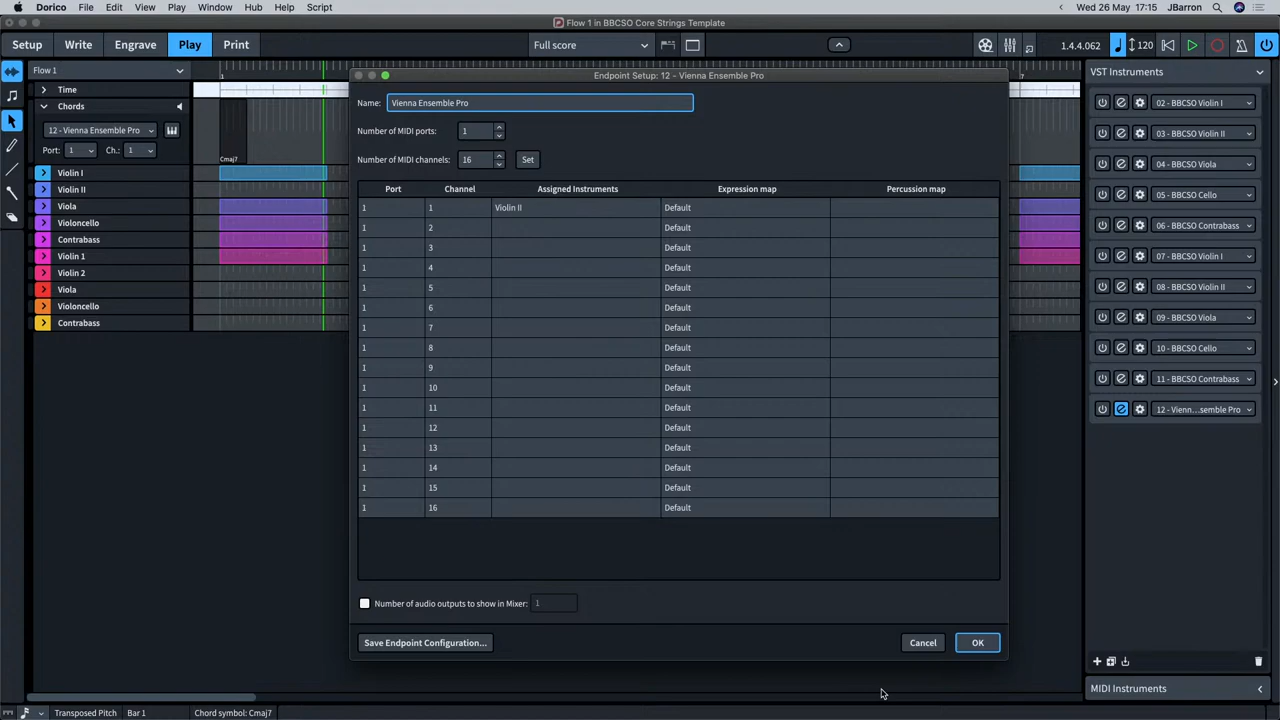 Dorico File Edit View Play Window Hub Help Script Wed 26 May 17:15 JBarron
Flow 1 in BBCSO Core Strings Template
Setup Write Engrave Play Print Full score 1.4.4.062 120
Flow 1 1 7 VST Instruments
Time
Chords
12 - Vienna Ensemble Pro
Port: 1 Ch.: 1
Cmaj7
Violin I
Violin II
Viola
Violoncello
Contrabass
Violin 1
Violin 2
Viola
Violoncello
Contrabass
Endpoint Setup: 12 - Vienna Ensemble Pro
Name: Vienna Ensemble Pro
Number of MIDI ports: 1
Number of MIDI channels: 16 Set
Port Channel Assigned Instruments Expression map Percussion map
1 1 Violin II Default
1 2 Default
1 3 Default
1 4 Default
1 5 Default
1 6 Default
1 7 Default
1 8 Default
1 9 Default
1 10 Default
1 11 Default
1 12 Default
1 13 Default
1 14 Default
1 15 Default
1 16 Default
Number of audio outputs to show in Mixer: 1
Save Endpoint Configuration... Cancel OK
02 - BBCSO Violin I
03 - BBCSO Violin II
04 - BBCSO Viola
05 - BBCSO Cello
06 - BBCSO Contrabass
07 - BBCSO Violin I
08 - BBCSO Violin II
09 - BBCSO Viola
10 - BBCSO Cello
11 - BBCSO Contrabass
12 - Vienn...semble Pro
MIDI Instruments
Transposed Pitch Bar 1 Chord symbol: Cmaj7